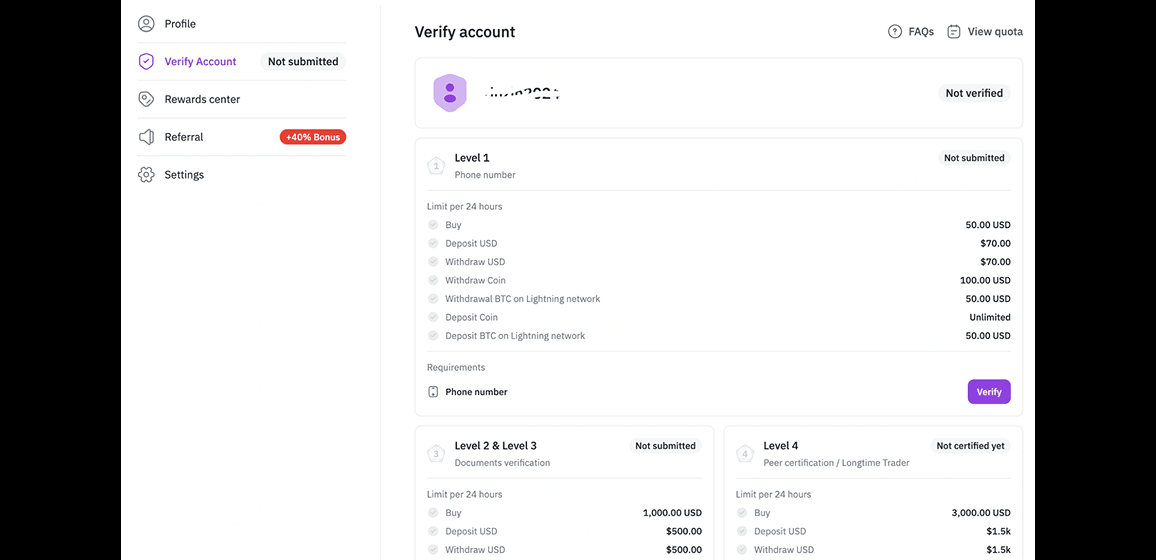 Profile
Verify Account Not submitted
Rewards center
Referral +40% Bonus
Settings
Verify account FAQs View quota
Not verified
1 Level 1 Not submitted
Phone number
Limit per 24 hours
Buy 50.00 USD
Deposit USD $70.00
Withdraw USD $70.00
Withdraw Coin 100.00 USD
Withdrawal BTC on Lightning network 50.00 USD
Deposit Coin Unlimited
Deposit BTC on Lightning network 50.00 USD
Requirements
Phone number Verify
3 Level 2 & Level 3 Not submitted
Documents verification
Limit per 24 hours
Buy 1,000.00 USD
Deposit USD $500.00
Withdraw USD $500.00
4 Level 4 Not certified yet
Peer certification / Longtime Trader
Limit per 24 hours
Buy 3,000.00 USD
Deposit USD $1.5k
Withdraw USD $1.5k